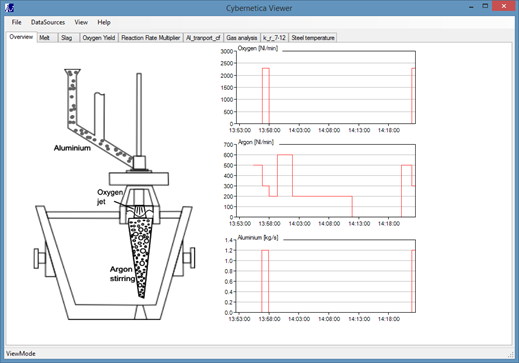 Cybernetica Viewer
File DataSources View Help
Overview Melt Slag Oxygen Yield Reaction Rate Multiplier Al_tranport_cf Gas analysis k_r_7-12 Steel temperature
Aluminium
Oxygen
jet
Argon
stirring
Oxygen [Nl/min]
3000
2500
2000
1500
1000
500
0
13:53:00 13:58:00 14:03:00 14:08:00 14:13:00 14:18:00
Argon [Nl/min]
700
600
500
400
300
200
100
0
13:53:00 13:58:00 14:03:00 14:08:00 14:13:00 14:18:00
Aluminium [kg/s]
1.4
1.2
1.0
0.8
0.6
0.4
0.2
0.0
13:53:00 13:58:00 14:03:00 14:08:00 14:13:00 14:18:00
ViewMode